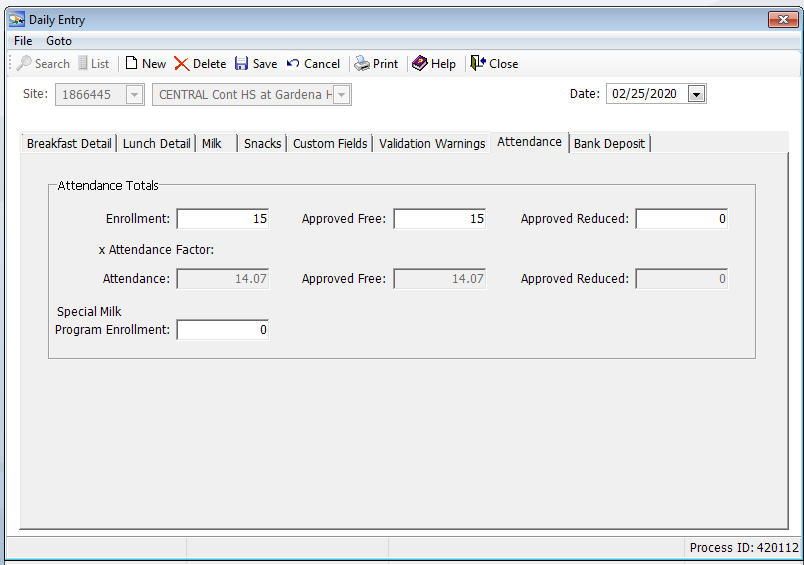 Daily Entry
File Goto
Search List New Delete Save Cancel Print Help Close
Site: 1866445 CENTRAL Cont HS at Gardena H Date: 02/25/2020
Breakfast Detail Lunch Detail Milk Snacks Custom Fields Validation Warnings Attendance Bank Deposit
Attendance Totals
Enrollment: 15 Approved Free: 15 Approved Reduced: 0
x Attendance Factor:
Attendance: 14.07 Approved Free: 14.07 Approved Reduced: 0
Special Milk
Program Enrollment: 0
Process ID: 420112